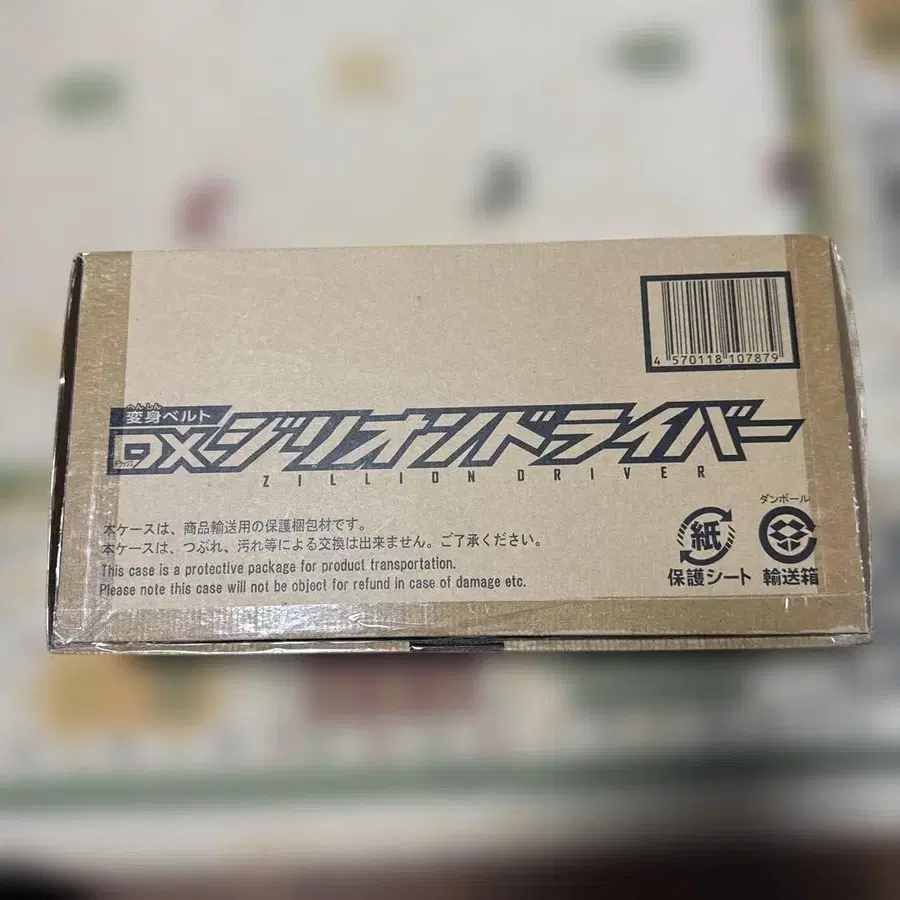 4 570118 107879
へんしん
変身ベルト
DXジリオンドライバー
ZILLION DRIVER
本ケースは、商品輸送用の保護梱包材です。
本ケースは、つぶれ、汚れ等による交換は出来ません。ご了承ください。
This case is a protective package for product transportation.
Please note this case will not be object for refund in case of damage etc.
紙
保護シート
ダンボール
輸送箱